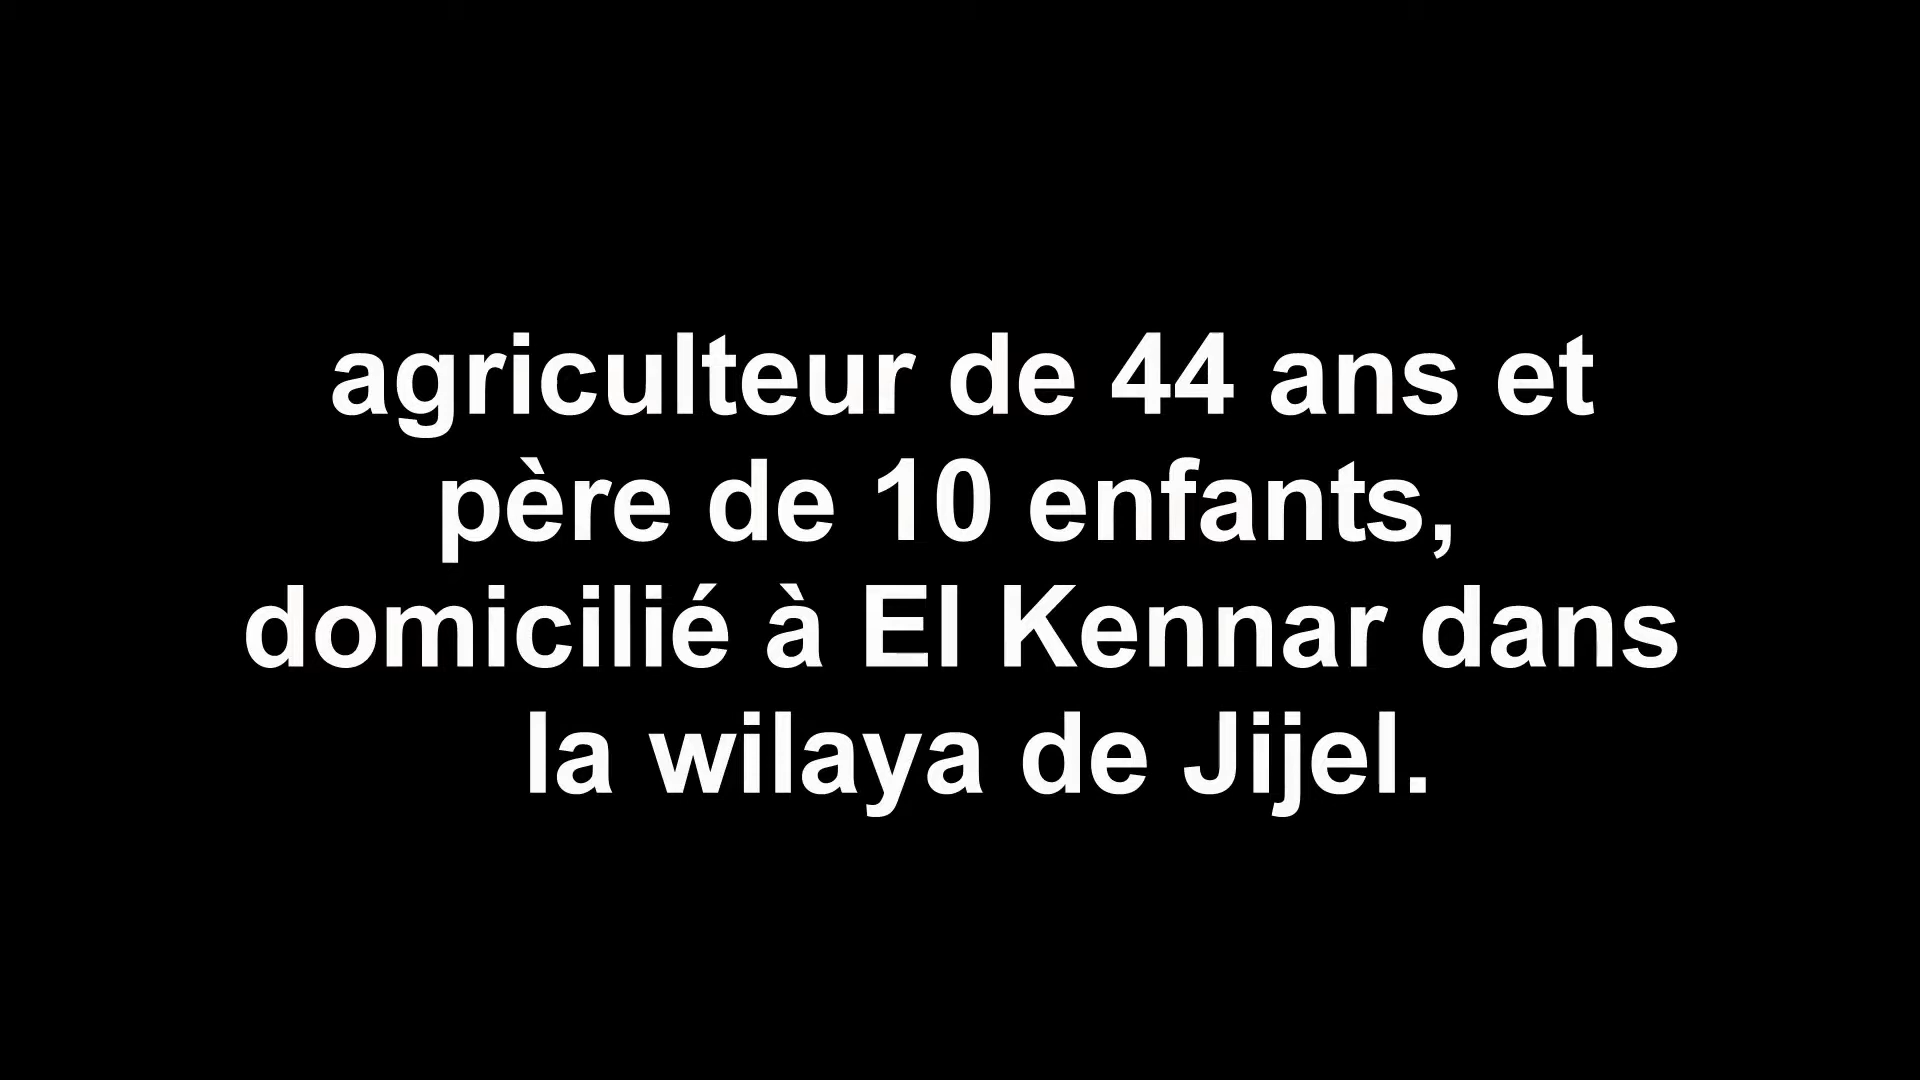 agriculteur de 44 ans et
père de 10 enfants,
domicilié à El Kennar dans
la wilaya de Jijel.